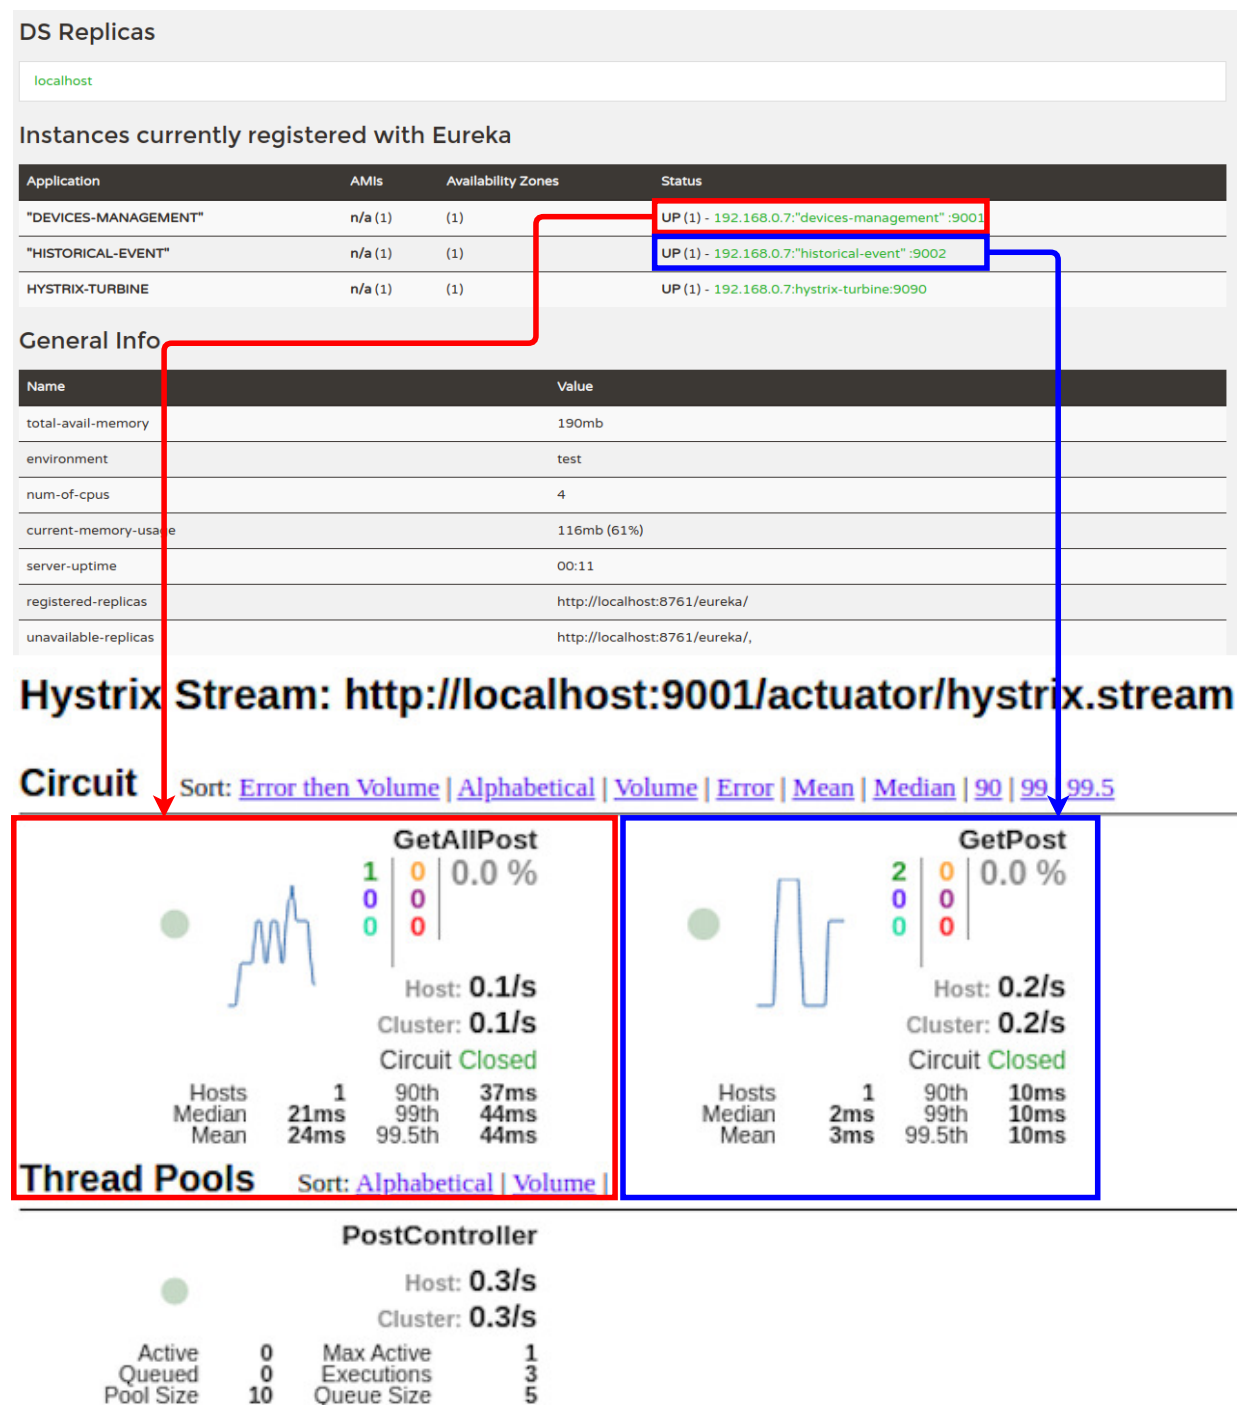 DS Replicas
localhost
Instances currently registered with Eureka
Application AMIs Availability Zones Status
"DEVICES-MANAGEMENT" n/a (1) (1) UP (1) - 192.168.0.7:"devices-management" :9001
"HISTORICAL-EVENT" n/a (1) (1) UP (1) - 192.168.0.7:"historical-event" :9002
HYSTRIX-TURBINE n/a (1) (1) UP (1) - 192.168.0.7:hystrix-turbine:9090
General Info
Name Value
total-avail-memory 190mb
environment test
num-of-cpus 4
current-memory-usage 116mb (61%)
server-uptime 00:11
registered-replicas http://localhost:8761/eureka/
unavailable-replicas http://localhost:8761/eureka/,
Hystrix Stream: http://localhost:9001/actuator/hystrix.stream
Circuit Sort: Error then Volume | Alphabetical | Volume | Error | Mean | Median | 90 | 99 | 99.5
GetAllPost
1 0 0.0 %
0 0
0 0
Host: 0.1/s
Cluster: 0.1/s
Circuit Closed
Hosts 1 90th 37ms
Median 21ms 99th 44ms
Mean 24ms 99.5th 44ms
GetPost
2 0 0.0 %
0 0
0 0
Host: 0.2/s
Cluster: 0.2/s
Circuit Closed
Hosts 1 90th 10ms
Median 2ms 99th 10ms
Mean 3ms 99.5th 10ms
Thread Pools Sort: Alphabetical | Volume |
PostController
Host: 0.3/s
Cluster: 0.3/s
Active 0 Max Active 1
Queued 0 Executions 3
Pool Size 10 Queue Size 5